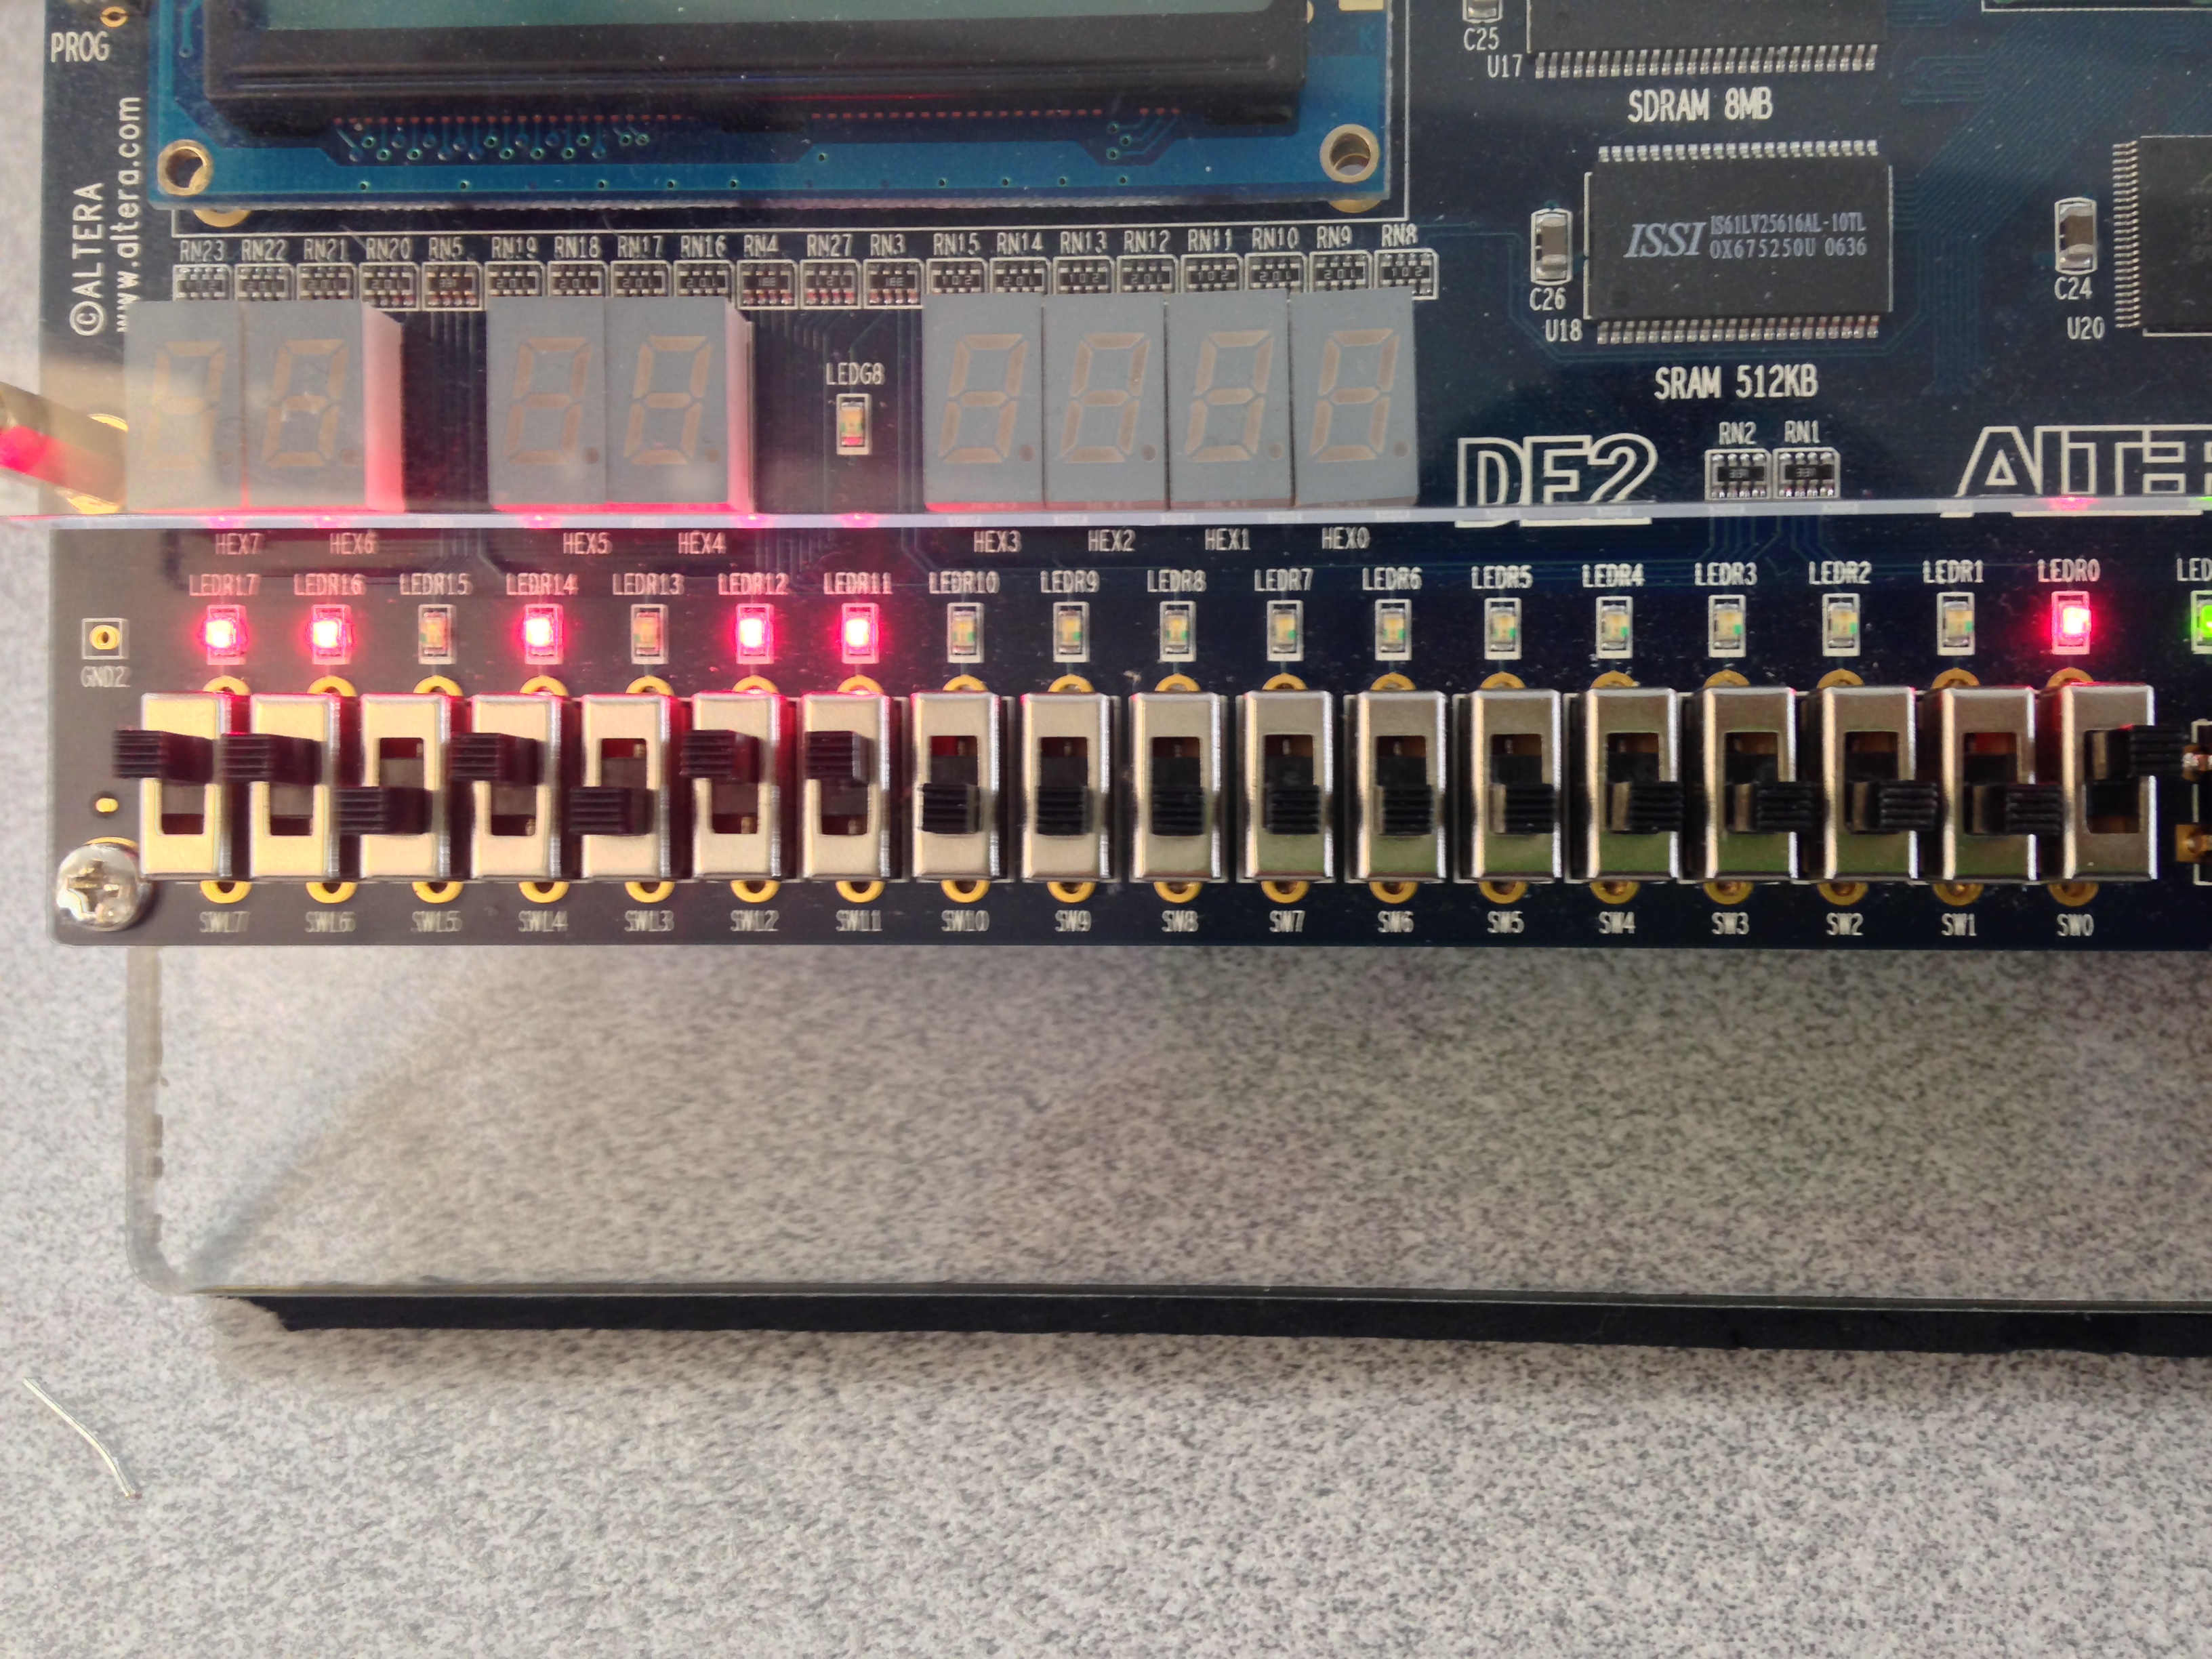 PROG
©ALTERA
www.altera.com
C25
U17
SDRAM 8MB
RN23 RN22 RN21 RN20 RN5 RN19 RN18 RN17 RN16 RN4 RN27 RN3 RN15 RN14 RN13 RN12 RN11 RN10 RN9 RN8
ISSI IS61LV25616AL-10TL
OX675250U 0636
C26
U18
C24
U20
SRAM 512KB
LEDG8
RN2 RN1
DE2
HEX7 HEX6 HEX5 HEX4 HEX3 HEX2 HEX1 HEX0
LEDR17 LEDR16 LEDR15 LEDR14 LEDR13 LEDR12 LEDR11 LEDR10 LEDR9 LEDR8 LEDR7 LEDR6 LEDR5 LEDR4 LEDR3 LEDR2 LEDR1 LEDR0
GND2
SW17 SW16 SW15 SW14 SW13 SW12 SW11 SW10 SW9 SW8 SW7 SW6 SW5 SW4 SW3 SW2 SW1 SW0